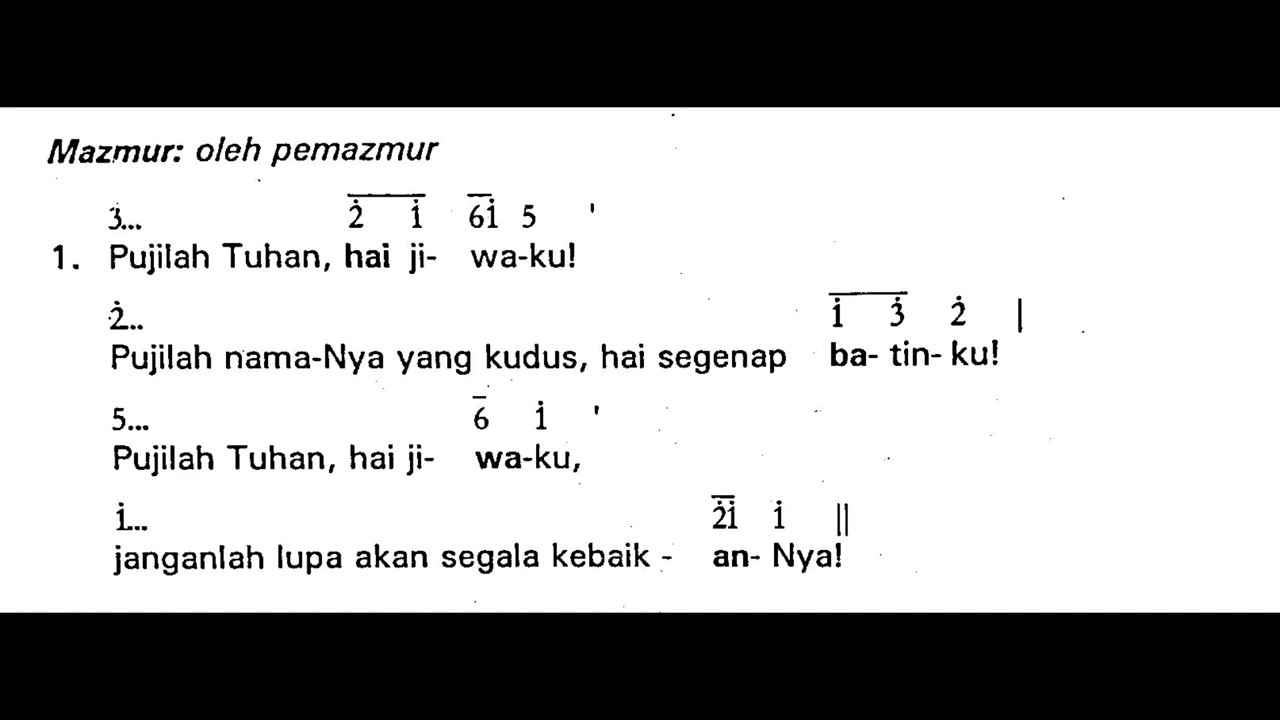 Mazmur: oleh pemazmur
3̇... 2̇ 1̇ 61̇ 5 '
1. Pujilah Tuhan, hai ji- wa-ku!
2̇.. 1̇ 3̇ 2̇ |
Pujilah nama-Nya yang kudus, hai segenap ba- tin- ku!
5... 6 1̇ '
Pujilah Tuhan, hai ji- wa-ku,
1̇... 2̇1̇ 1̇ ||
janganlah lupa akan segala kebaik - an- Nya!